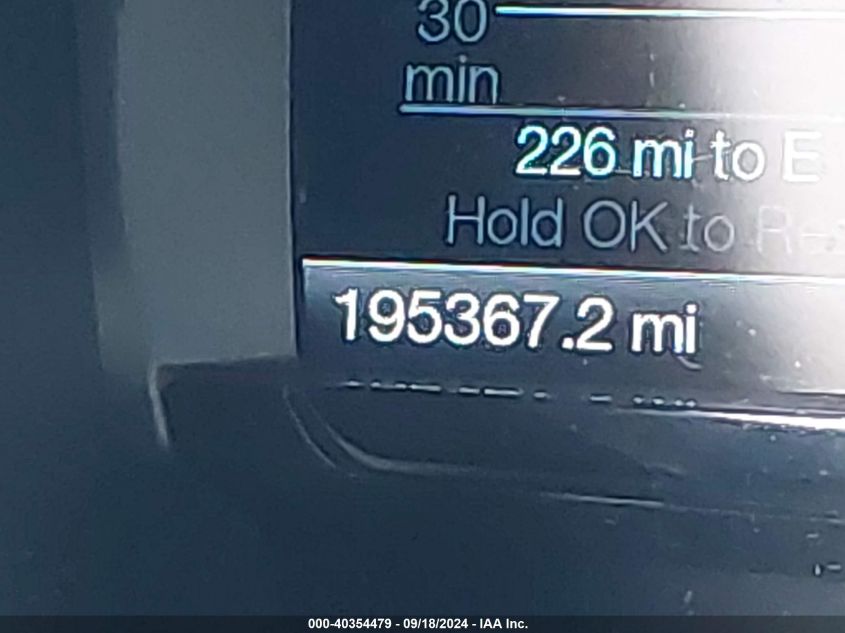 30
min
226 mi to E
Hold OK to
195367.2 mi
000-40354479 - 09/18/2024 - IAA Inc.